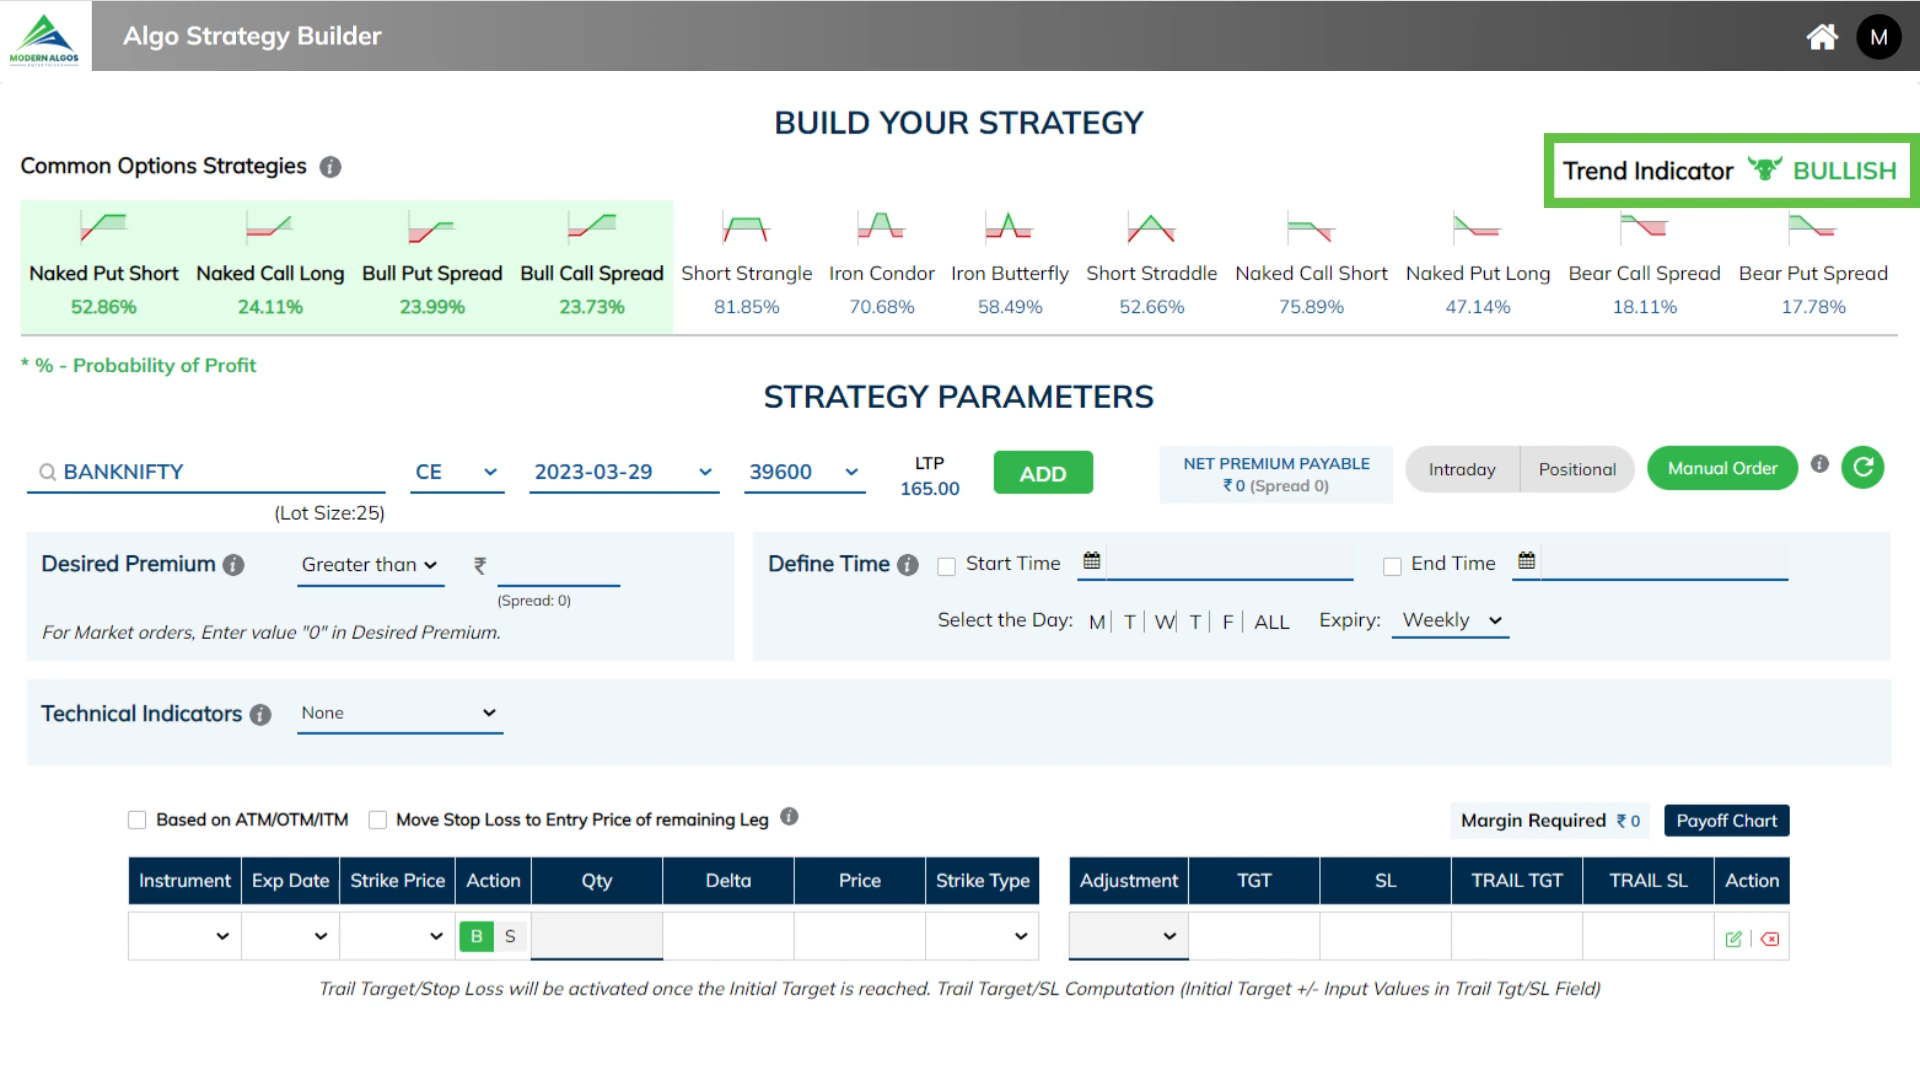 MODERN ALGOS
Algo Strategy Builder
M
BUILD YOUR STRATEGY
Common Options Strategies i
Trend Indicator BULLISH
Naked Put Short Naked Call Long Bull Put Spread Bull Call Spread Short Strangle Iron Condor Iron Butterfly Short Straddle Naked Call Short Naked Put Long Bear Call Spread Bear Put Spread
52.86% 24.11% 23.99% 23.73% 81.85% 70.68% 58.49% 52.66% 75.89% 47.14% 18.11% 17.78%
* % - Probability of Profit
STRATEGY PARAMETERS
BANKNIFTY CE 2023-03-29 39600 LTP ADD NET PREMIUM PAYABLE Intraday Positional Manual Order i
165.00 ₹ 0 (Spread 0)
(Lot Size:25)
Desired Premium i Greater than ₹
(Spread: 0)
For Market orders, Enter value "0" in Desired Premium.
Define Time i Start Time End Time
Select the Day: M T W T F ALL Expiry: Weekly
Technical Indicators i None
Based on ATM/OTM/ITM Move Stop Loss to Entry Price of remaining Leg i Margin Required ₹ 0 Payoff Chart
Instrument Exp Date Strike Price Action Qty Delta Price Strike Type Adjustment TGT SL TRAIL TGT TRAIL SL Action
B S
Trail Target/Stop Loss will be activated once the Initial Target is reached. Trail Target/SL Computation (Initial Target +/- Input Values in Trail Tgt/SL Field)